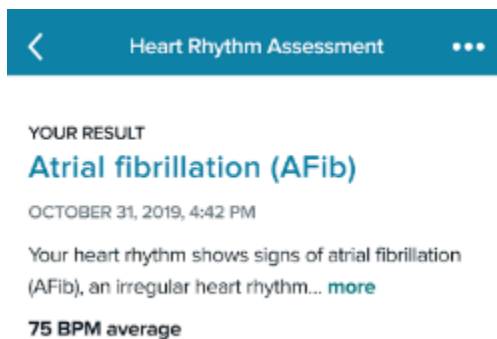 Heart Rhythm Assessment
YOUR RESULT
Atrial fibrillation (AFib)
OCTOBER 31, 2019, 4:42 PM
Your heart rhythm shows signs of atrial fibrillation
(AFib), an irregular heart rhythm... more
75 BPM average